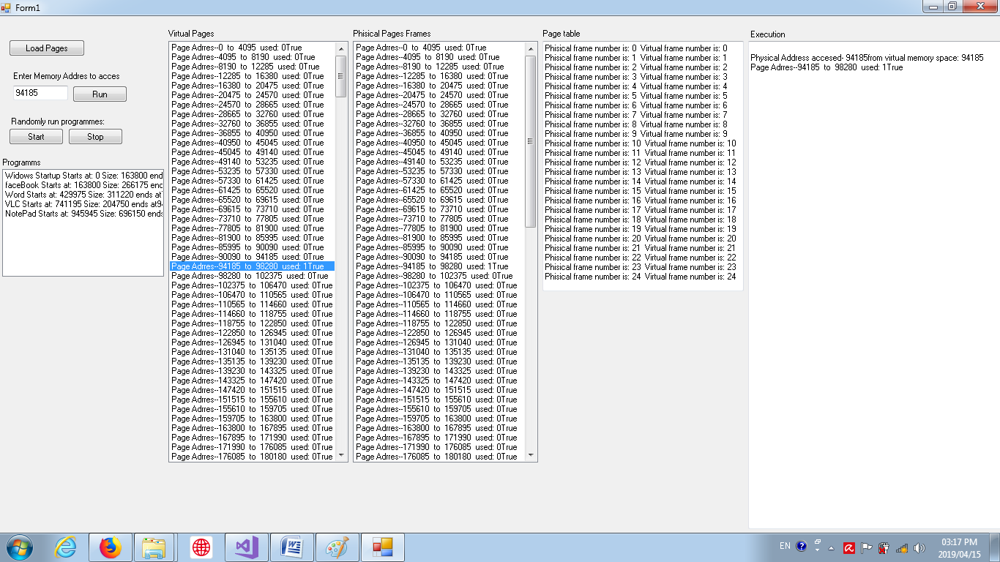 Form1
Load Pages
Enter Memory Addres to acces
94185
Run
Randomly run programmes:
Start
Stop
Programms
Widows Startup Starts at: 0 Size: 163800 end
faceBook Starts at: 163800 Size: 266175 end
Word Starts at: 429975 Size: 311220 ends at
VLC Starts at: 741195 Size: 204750 ends at94
NotePad Starts at: 945945 Size: 696150 ends
Virtual Pages
Page Adrres--0 to 4095 used: 0True
Page Adrres--4095 to 8190 used: 0True
Page Adrres--8190 to 12285 used: 0True
Page Adrres--12285 to 16380 used: 0True
Page Adrres--16380 to 20475 used: 0True
Page Adrres--20475 to 24570 used: 0True
Page Adrres--24570 to 28665 used: 0True
Page Adrres--28665 to 32760 used: 0True
Page Adrres--32760 to 36855 used: 0True
Page Adrres--36855 to 40950 used: 0True
Page Adrres--40950 to 45045 used: 0True
Page Adrres--45045 to 49140 used: 0True
Page Adrres--49140 to 53235 used: 0True
Page Adrres--53235 to 57330 used: 0True
Page Adrres--57330 to 61425 used: 0True
Page Adrres--61425 to 65520 used: 0True
Page Adrres--65520 to 69615 used: 0True
Page Adrres--69615 to 73710 used: 0True
Page Adrres--73710 to 77805 used: 0True
Page Adrres--77805 to 81900 used: 0True
Page Adrres--81900 to 85995 used: 0True
Page Adrres--85995 to 90090 used: 0True
Page Adrres--90090 to 94185 used: 0True
Page Adrres--94185 to 98280 used: 1True
Page Adrres--98280 to 102375 used: 0True
Page Adrres--102375 to 106470 used: 0True
Page Adrres--106470 to 110565 used: 0True
Page Adrres--110565 to 114660 used: 0True
Page Adrres--114660 to 118755 used: 0True
Page Adrres--118755 to 122850 used: 0True
Page Adrres--122850 to 126945 used: 0True
Page Adrres--126945 to 131040 used: 0True
Page Adrres--131040 to 135135 used: 0True
Page Adrres--135135 to 139230 used: 0True
Page Adrres--139230 to 143325 used: 0True
Page Adrres--143325 to 147420 used: 0True
Page Adrres--147420 to 151515 used: 0True
Page Adrres--151515 to 155610 used: 0True
Page Adrres--155610 to 159705 used: 0True
Page Adrres--159705 to 163800 used: 0True
Page Adrres--163800 to 167895 used: 0True
Page Adrres--167895 to 171990 used: 0True
Page Adrres--171990 to 176085 used: 0True
Page Adrres--176085 to 180180 used: 0True
Phisical Pages Frames
Page Adrres--0 to 4095 used: 0True
Page Adrres--4095 to 8190 used: 0True
Page Adrres--8190 to 12285 used: 0True
Page Adrres--12285 to 16380 used: 0True
Page Adrres--16380 to 20475 used: 0True
Page Adrres--20475 to 24570 used: 0True
Page Adrres--24570 to 28665 used: 0True
Page Adrres--28665 to 32760 used: 0True
Page Adrres--32760 to 36855 used: 0True
Page Adrres--36855 to 40950 used: 0True
Page Adrres--40950 to 45045 used: 0True
Page Adrres--45045 to 49140 used: 0True
Page Adrres--49140 to 53235 used: 0True
Page Adrres--53235 to 57330 used: 0True
Page Adrres--57330 to 61425 used: 0True
Page Adrres--61425 to 65520 used: 0True
Page Adrres--65520 to 69615 used: 0True
Page Adrres--69615 to 73710 used: 0True
Page Adrres--73710 to 77805 used: 0True
Page Adrres--77805 to 81900 used: 0True
Page Adrres--81900 to 85995 used: 0True
Page Adrres--85995 to 90090 used: 0True
Page Adrres--90090 to 94185 used: 0True
Page Adrres--94185 to 98280 used: 1True
Page Adrres--98280 to 102375 used: 0True
Page Adrres--102375 to 106470 used: 0True
Page Adrres--106470 to 110565 used: 0True
Page Adrres--110565 to 114660 used: 0True
Page Adrres--114660 to 118755 used: 0True
Page Adrres--118755 to 122850 used: 0True
Page Adrres--122850 to 126945 used: 0True
Page Adrres--126945 to 131040 used: 0True
Page Adrres--131040 to 135135 used: 0True
Page Adrres--135135 to 139230 used: 0True
Page Adrres--139230 to 143325 used: 0True
Page Adrres--143325 to 147420 used: 0True
Page Adrres--147420 to 151515 used: 0True
Page Adrres--151515 to 155610 used: 0True
Page Adrres--155610 to 159705 used: 0True
Page Adrres--159705 to 163800 used: 0True
Page Adrres--163800 to 167895 used: 0True
Page Adrres--167895 to 171990 used: 0True
Page Adrres--171990 to 176085 used: 0True
Page Adrres--176085 to 180180 used: 0True
Page table
Phisical frame number is: 0 Virtual frame number is: 0
Phisical frame number is: 1 Virtual frame number is: 1
Phisical frame number is: 2 Virtual frame number is: 2
Phisical frame number is: 3 Virtual frame number is: 3
Phisical frame number is: 4 Virtual frame number is: 4
Phisical frame number is: 5 Virtual frame number is: 5
Phisical frame number is: 6 Virtual frame number is: 6
Phisical frame number is: 7 Virtual frame number is: 7
Phisical frame number is: 8 Virtual frame number is: 8
Phisical frame number is: 9 Virtual frame number is: 9
Phisical frame number is: 10 Virtual frame number is: 10
Phisical frame number is: 11 Virtual frame number is: 11
Phisical frame number is: 12 Virtual frame number is: 12
Phisical frame number is: 13 Virtual frame number is: 13
Phisical frame number is: 14 Virtual frame number is: 14
Phisical frame number is: 15 Virtual frame number is: 15
Phisical frame number is: 16 Virtual frame number is: 16
Phisical frame number is: 17 Virtual frame number is: 17
Phisical frame number is: 18 Virtual frame number is: 18
Phisical frame number is: 19 Virtual frame number is: 19
Phisical frame number is: 20 Virtual frame number is: 20
Phisical frame number is: 21 Virtual frame number is: 21
Phisical frame number is: 22 Virtual frame number is: 22
Phisical frame number is: 23 Virtual frame number is: 23
Phisical frame number is: 24 Virtual frame number is: 24
Execution
Physical Address accesed- 94185from virtual memory space: 94185
Page Adrres--94185 to 98280 used: 1True
EN
03:17 PM
2019/04/15